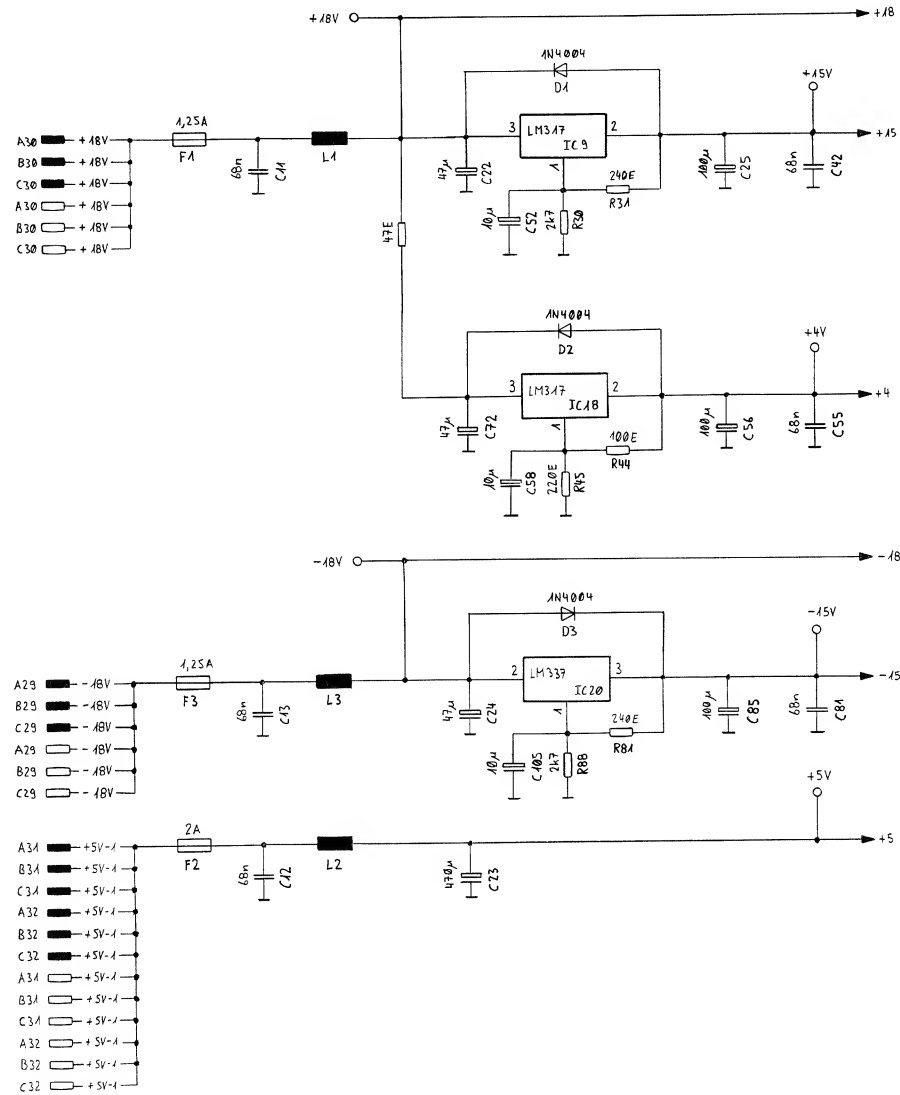 +18V
+18
1N4004
D1
+15V
1,25A
F1
L1
3
LM317
IC9
2
1
+15
A30
+18V
B30
+18V
C30
+18V
A30
+18V
B30
+18V
C30
+18V
68n
C11
47µ
C22
240E
R31
100µ
C25
68n
C42
10µ
C52
2k7
R30
47E
1N4004
D2
+4V
3
LM317
IC18
2
1
+4
47µ
C72
100E
R44
100µ
C56
68n
C55
10µ
C58
220E
R45
-18V
-18
1N4004
D3
-15V
1,25A
F3
L3
2
LM337
IC20
3
1
-15
A29
-18V
B29
-18V
C29
-18V
A29
-18V
B29
-18V
C29
-18V
68n
C13
47µ
C24
240E
R81
100µ
C85
68n
C81
10µ
C105
2k7
R88
+5V
2A
F2
L2
+5
A31
+5V-1
B31
+5V-1
C31
+5V-1
A32
+5V-1
B32
+5V-1
C32
+5V-1
A31
+5V-1
B31
+5V-1
C31
+5V-1
A32
+5V-1
B32
+5V-1
C32
+5V-1
68n
C12
470µ
C23